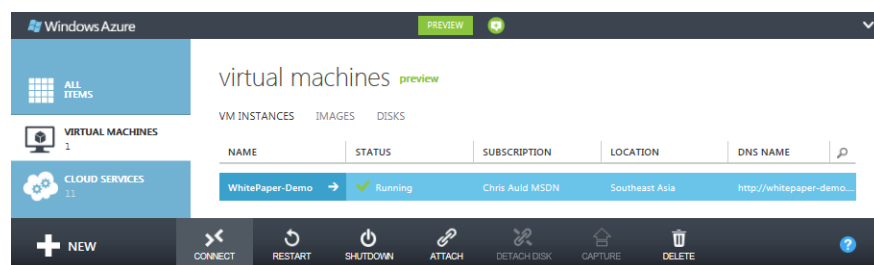 Windows Azure
PREVIEW
ALL
ITEMS
VIRTUAL MACHINES
1
CLOUD SERVICES
11
virtual machines preview
VM INSTANCES IMAGES DISKS
NAME STATUS SUBSCRIPTION LOCATION DNS NAME
WhitePaper-Demo Running Chris Auld MSDN Southeast Asia http://whitepaper-demo....
NEW
CONNECT RESTART SHUTDOWN ATTACH DETACH DISK CAPTURE DELETE
?